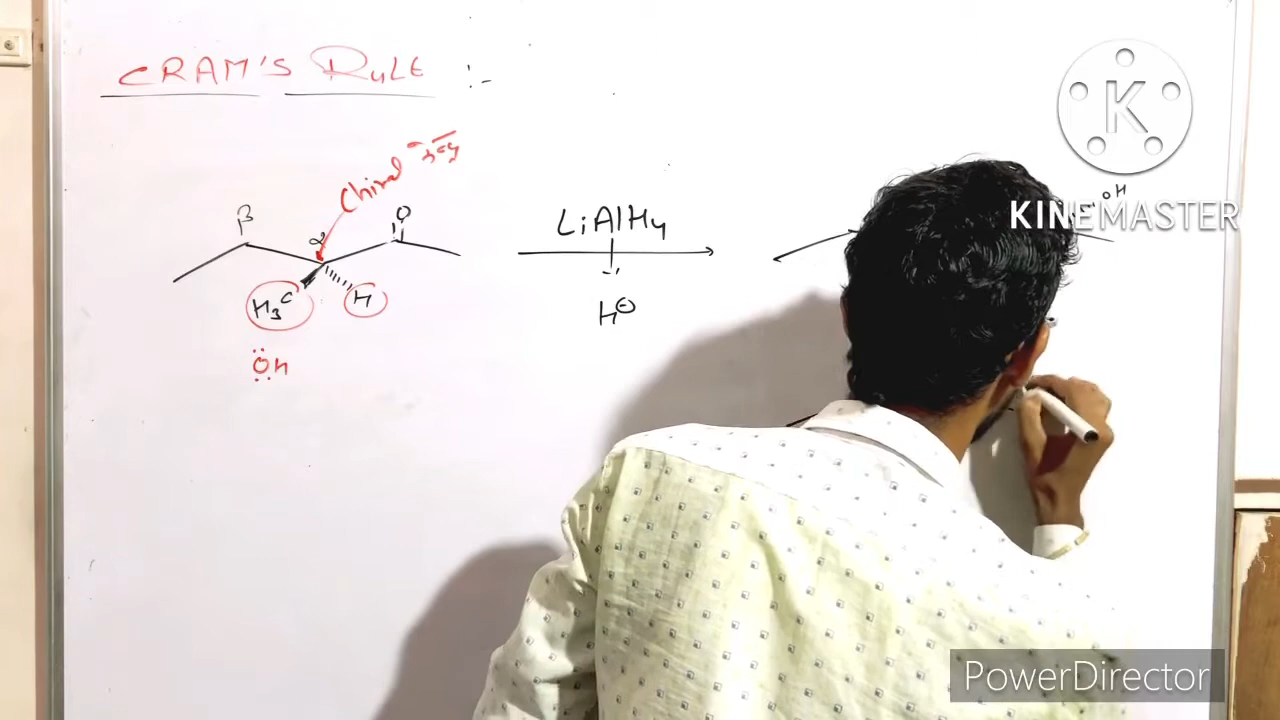 CRAM'S RULE :-
Chiral
β
α
O
LiAlH4
H3C
H
H⊖
ÖH
OH
K
KINEMASTER
PowerDirector